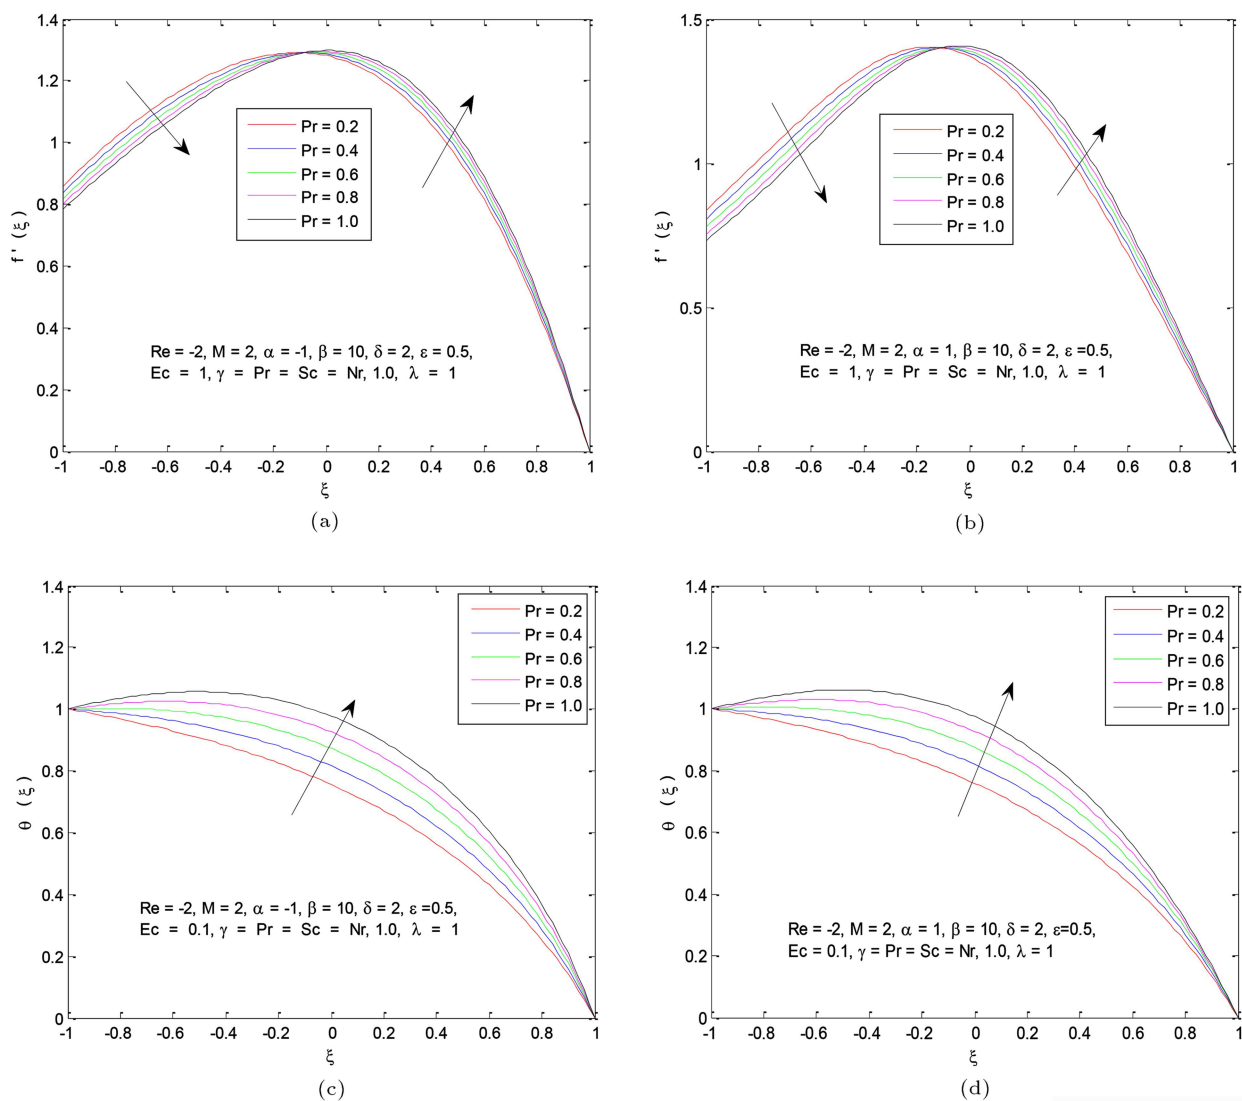 1.4
1.2
1
0.8
0.6
0.4
0.2
0
f ' (ξ)
Pr = 0.2
Pr = 0.4
Pr = 0.6
Pr = 0.8
Pr = 1.0
Re = -2, M = 2, α = -1, β = 10, δ = 2, ε = 0.5,
Ec = 1, γ = Pr = Sc = Nr, 1.0, λ = 1
-1 -0.8 -0.6 -0.4 -0.2 0 0.2 0.4 0.6 0.8 1
ξ
(a)
1.5
1
0.5
0
f ' (ξ)
Pr = 0.2
Pr = 0.4
Pr = 0.6
Pr = 0.8
Pr = 1.0
Re = -2, M = 2, α = 1, β = 10, δ = 2, ε=0.5,
Ec = 1, γ = Pr = Sc = Nr, 1.0, λ = 1
-1 -0.8 -0.6 -0.4 -0.2 0 0.2 0.4 0.6 0.8 1
ξ
(b)
1.4
1.2
1
0.8
0.6
0.4
0.2
0
θ (ξ)
Pr = 0.2
Pr = 0.4
Pr = 0.6
Pr = 0.8
Pr = 1.0
Re = -2, M = 2, α = -1, β = 10, δ = 2, ε=0.5,
Ec = 0.1, γ = Pr = Sc = Nr, 1.0, λ = 1
-1 -0.8 -0.6 -0.4 -0.2 0 0.2 0.4 0.6 0.8 1
ξ
(c)
1.4
1.2
1
0.8
0.6
0.4
0.2
0
θ (ξ)
Pr = 0.2
Pr = 0.4
Pr = 0.6
Pr = 0.8
Pr = 1.0
Re = -2, M = 2, α = 1, β = 10, δ = 2, ε=0.5,
Ec = 0.1, γ = Pr = Sc = Nr, 1.0, λ = 1
-1 -0.8 -0.6 -0.4 -0.2 0 0.2 0.4 0.6 0.8 1
ξ
(d)